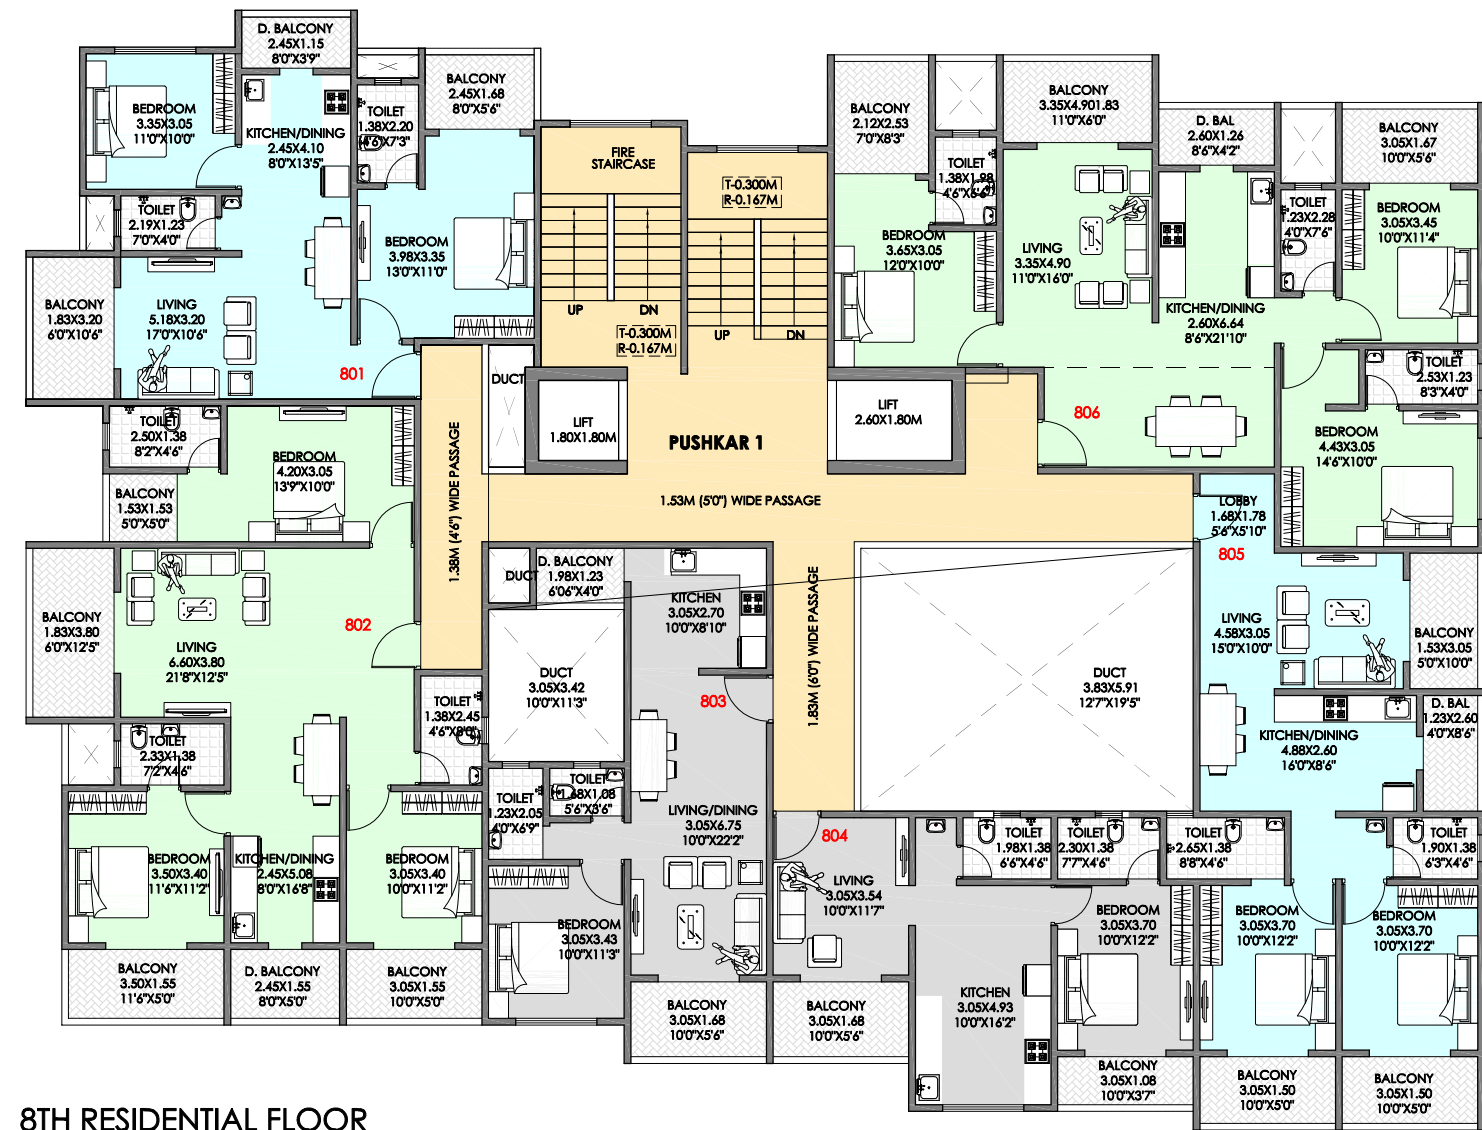 D. BALCONY
2.45X1.15
8'0"X3'9"
BEDROOM
3.35X3.05
11'0"X10'0"
KITCHEN/DINING
2.45X4.10
8'0"X13'5"
TOILET
1.38X2.20
4'6"X7'3"
BALCONY
2.45X1.68
8'0"X5'6"
TOILET
2.19X1.23
7'0"X4'0"
BEDROOM
3.98X3.35
13'0"X11'0"
BALCONY
1.83X3.20
6'0"X10'6"
LIVING
5.18X3.20
17'0"X10'6"
801
FIRE
STAIRCASE
UP
DN
T-0.300M
R-0.167M
T-0.300M
R-0.167M
UP
DN
DUCT
LIFT
1.80X1.80M
LIFT
2.60X1.80M
PUSHKAR 1
1.53M (5'0") WIDE PASSAGE
1.38M (4'6") WIDE PASSAGE
1.83M (6'0") WIDE PASSAGE
BALCONY
2.12X2.53
7'0"X8'3"
BALCONY
3.35X4.901.83
11'0"X6'0"
D. BAL
2.60X1.26
8'6"X4'2"
BALCONY
3.05X1.67
10'0"X5'6"
TOILET
1.38X1.98
4'6"X6'6"
TOILET
1.23X2.28
4'0"X7'6"
BEDROOM
3.05X3.45
10'0"X11'4"
BEDROOM
3.65X3.05
12'0"X10'0"
LIVING
3.35X4.90
11'0"X16'0"
KITCHEN/DINING
2.60X6.64
8'6"X21'10"
TOILET
2.53X1.23
8'3"X4'0"
806
BEDROOM
4.43X3.05
14'6"X10'0"
TOILET
2.50X1.38
8'2"X4'6"
BEDROOM
4.20X3.05
13'9"X10'0"
BALCONY
1.53X1.53
5'0"X5'0"
BALCONY
1.83X3.80
6'0"X12'5"
LIVING
6.60X3.80
21'8"X12'5"
802
TOILET
1.38X2.45
4'6"X8'0"
TOILET
2.33X1.38
7'2"X4'6"
BEDROOM
3.50X3.40
11'6"X11'2"
KITCHEN/DINING
2.45X5.08
8'0"X16'8"
BEDROOM
3.05X3.40
10'0"X11'2"
BALCONY
3.50X1.55
11'6"X5'0"
D. BALCONY
2.45X1.55
8'0"X5'0"
BALCONY
3.05X1.55
10'0"X5'0"
DUCT
D. BALCONY
1.98X1.23
6'06"X4'0"
KITCHEN
3.05X2.70
10'0"X8'10"
DUCT
3.05X3.42
10'0"X11'3"
803
TOILET
1.23X2.05
4'0"X6'9"
TOILET
1.68X1.08
5'6"X3'6"
LIVING/DINING
3.05X6.75
10'0"X22'2"
BEDROOM
3.05X3.43
10'0"X11'3"
BALCONY
3.05X1.68
10'0"X5'6"
DUCT
3.83X5.91
12'7"X19'5"
804
LIVING
3.05X3.54
10'0"X11'7"
TOILET
1.98X1.38
6'6"X4'6"
TOILET
2.30X1.38
7'7"X4'6"
BEDROOM
3.05X3.70
10'0"X12'2"
KITCHEN
3.05X4.93
10'0"X16'2"
BALCONY
3.05X1.68
10'0"X5'6"
BALCONY
3.05X1.08
10'0"X3'7"
LOBBY
1.68X1.78
5'6"X5'10"
805
LIVING
4.58X3.05
15'0"X10'0"
BALCONY
1.53X3.05
5'0"X10'0"
KITCHEN/DINING
4.88X2.60
16'0"X8'6"
D. BAL
1.23X2.60
4'0"X8'6"
TOILET
2.65X1.38
8'8"X4'6"
TOILET
1.90X1.38
6'3"X4'6"
BEDROOM
3.05X3.70
10'0"X12'2"
BEDROOM
3.05X3.70
10'0"X12'2"
BALCONY
3.05X1.50
10'0"X5'0"
BALCONY
3.05X1.50
10'0"X5'0"
8TH RESIDENTIAL FLOOR